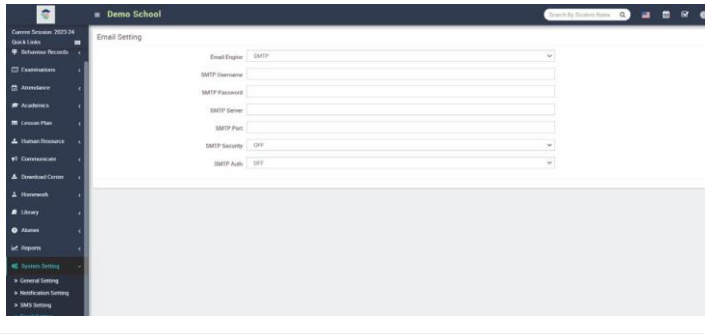 Demo School
Search By Student Name
Current Session: 2023-24
Quick Links
Behaviour Records
Examinations
Attendance
Academics
Lesson Plan
Human Resource
Communicate
Download Center
Homework
Library
Alumni
Reports
System Setting
» General Setting
» Notification Setting
» SMS Setting
Email Setting
Email Engine SMTP
SMTP Username
SMTP Password
SMTP Server
SMTP Port
SMTP Security OFF
SMTP Auth OFF